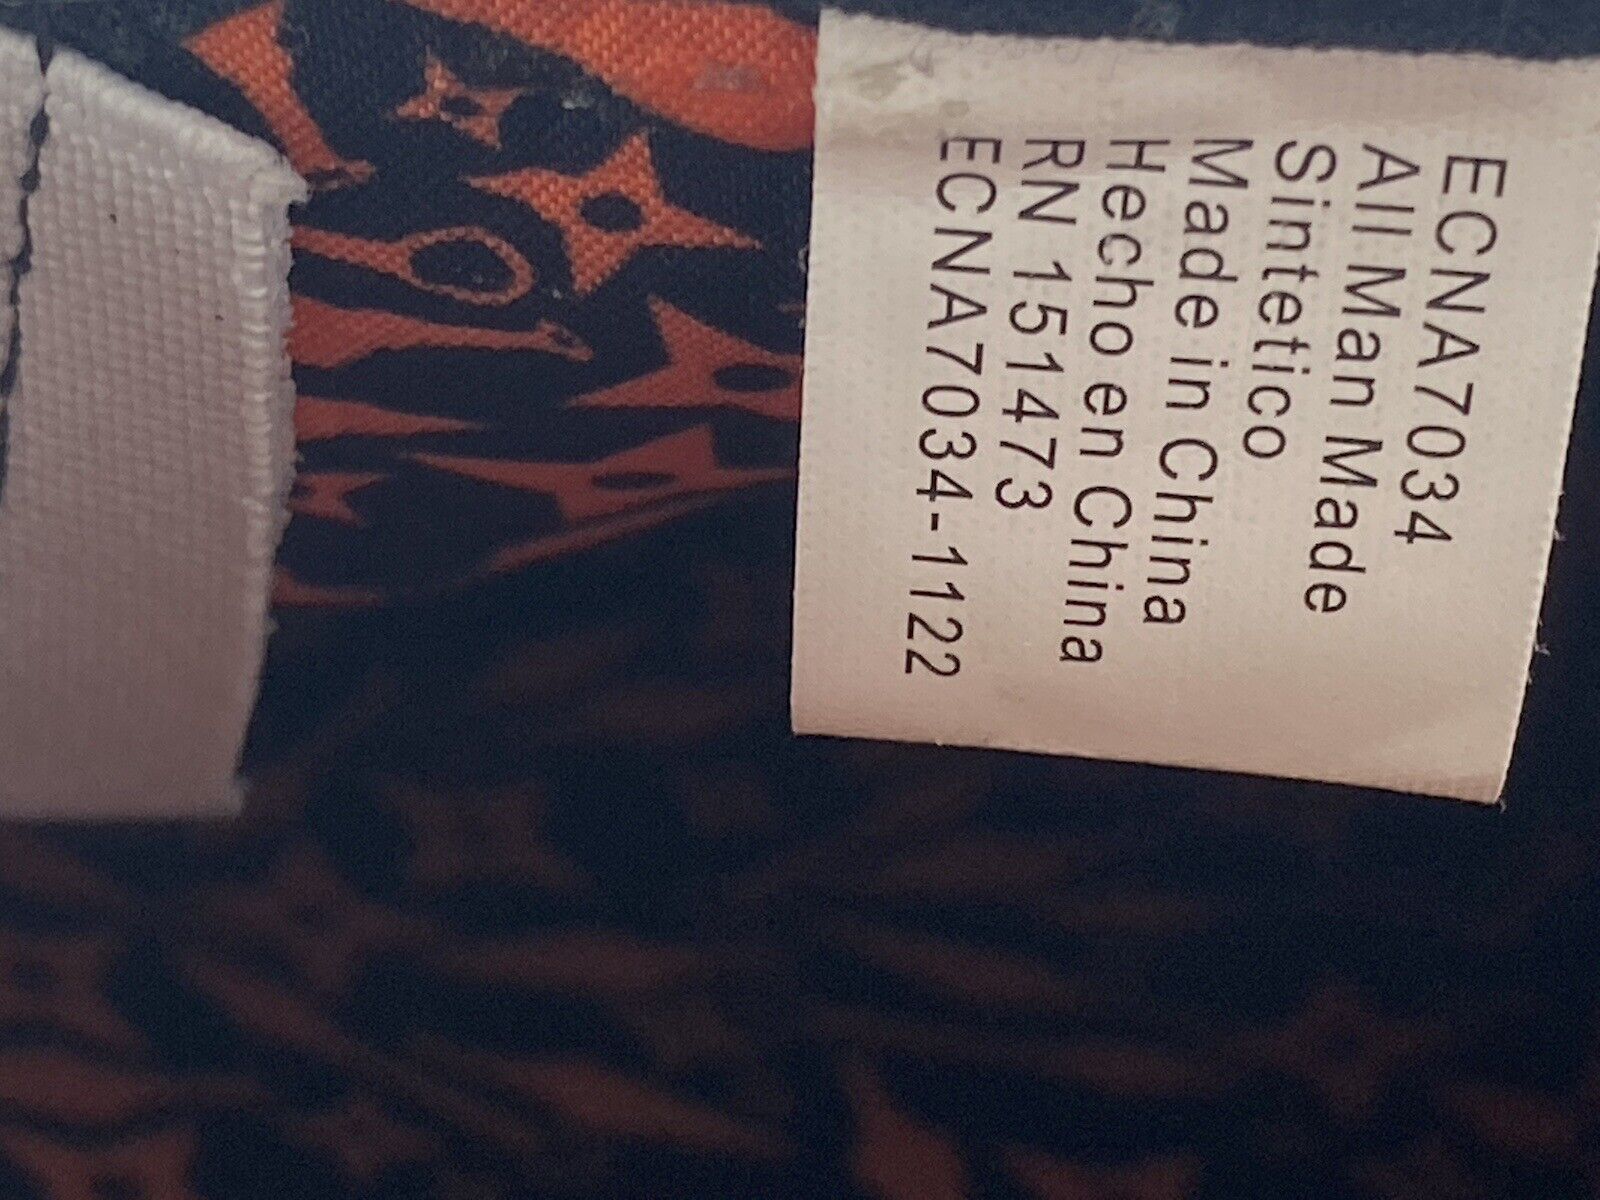 ECNA7034
All Man Made
Sintetico
Made in China
Hecho en China
RN 151473
ECNA7034-1122